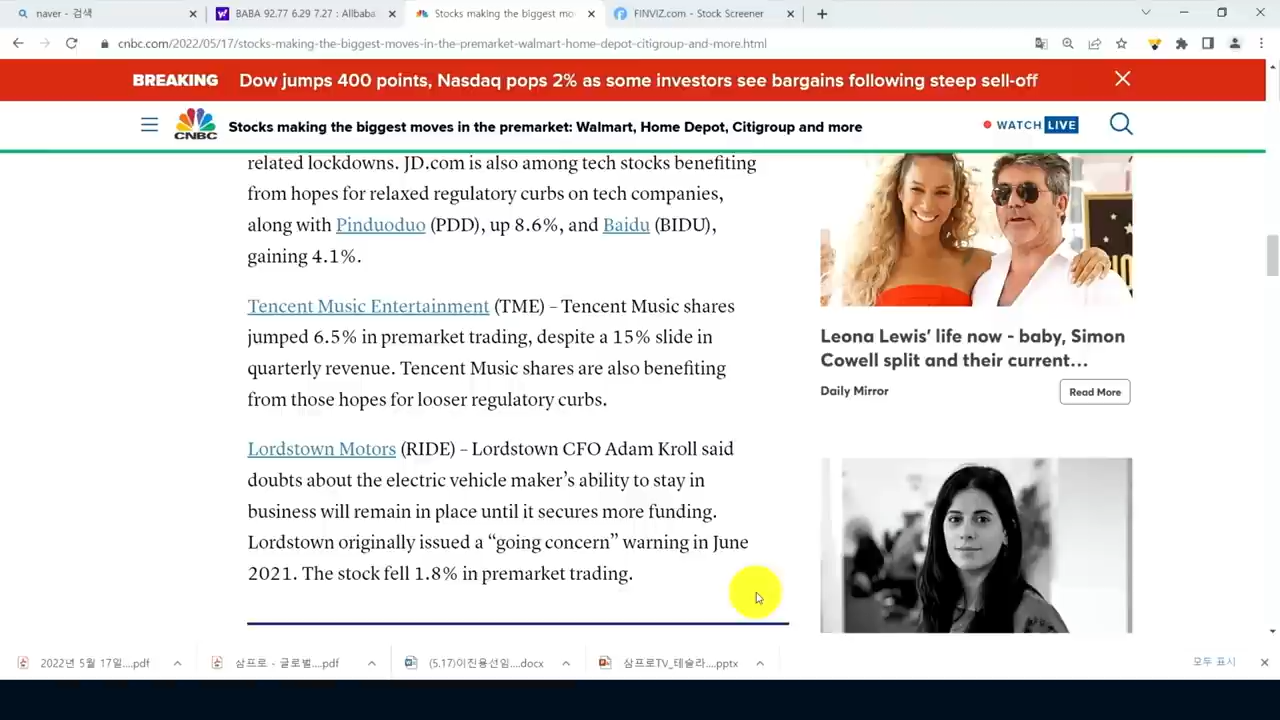 naver - 검색
BABA 92.77 6.29 7.27 : Alibaba
Stocks making the biggest mo
FINVIZ.com - Stock Screener
cnbc.com/2022/05/17/stocks-making-the-biggest-moves-in-the-premarket-walmart-home-depot-citigroup-and-more.html
BREAKING Dow jumps 400 points, Nasdaq pops 2% as some investors see bargains following steep sell-off
CNBC
Stocks making the biggest moves in the premarket: Walmart, Home Depot, Citigroup and more
WATCH LIVE
related lockdowns. JD.com is also among tech stocks benefiting
from hopes for relaxed regulatory curbs on tech companies,
along with Pinduoduo (PDD), up 8.6%, and Baidu (BIDU),
gaining 4.1%.
Tencent Music Entertainment (TME) – Tencent Music shares
jumped 6.5% in premarket trading, despite a 15% slide in
quarterly revenue. Tencent Music shares are also benefiting
from those hopes for looser regulatory curbs.
Lordstown Motors (RIDE) – Lordstown CFO Adam Kroll said
doubts about the electric vehicle maker’s ability to stay in
business will remain in place until it secures more funding.
Lordstown originally issued a “going concern” warning in June
2021. The stock fell 1.8% in premarket trading.
Leona Lewis’ life now - baby, Simon
Cowell split and their current…
Daily Mirror
Read More
2022년 5월 17일....pdf
삼프로 - 글로벌....pdf
(5.17)이진용선임....docx
삼프로TV_테슬라....pptx
모두 표시